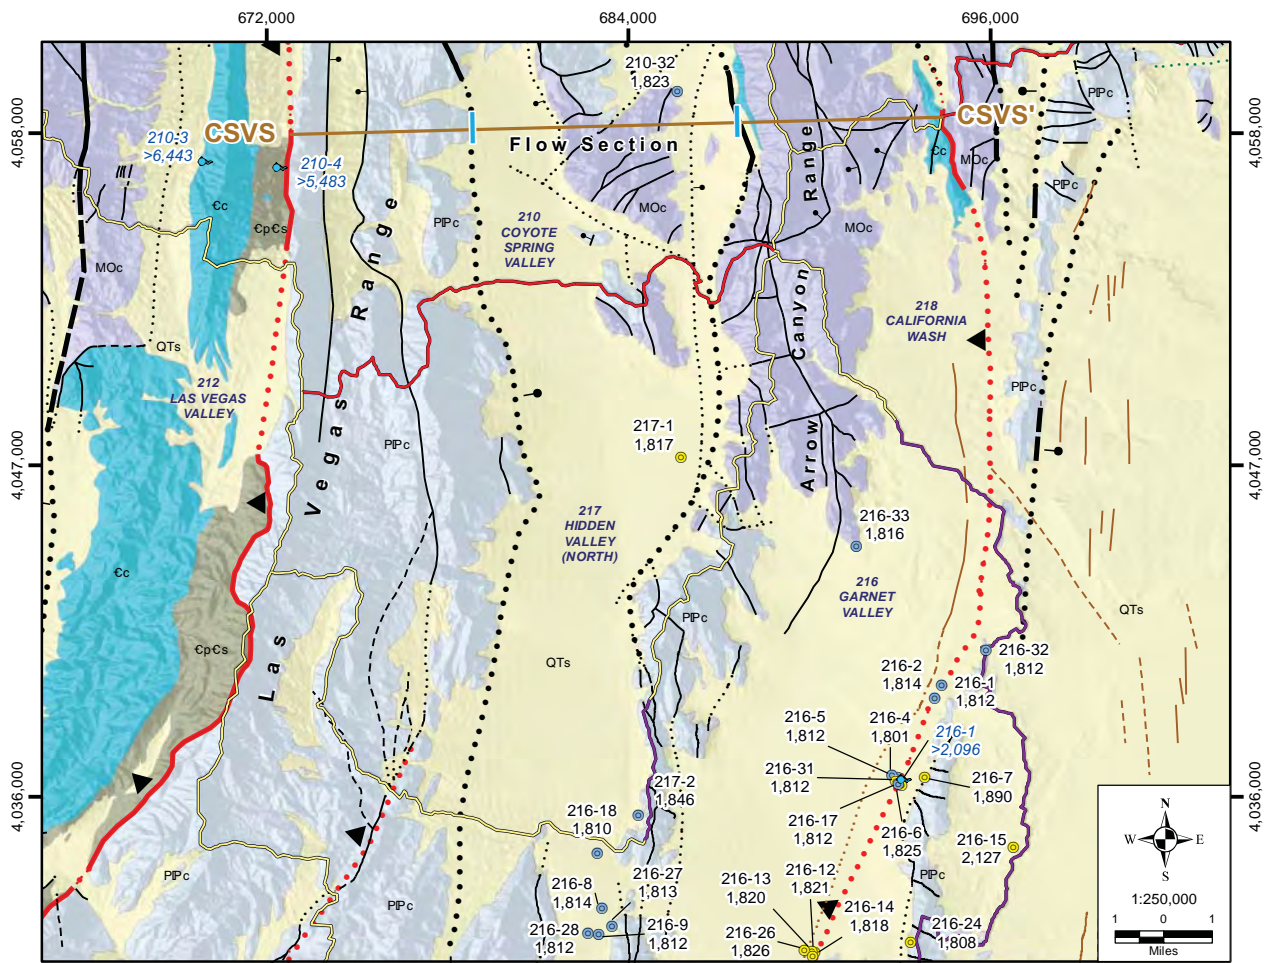 672,000
684,000
696,000
4,058,000
4,047,000
4,036,000
4,058,000
4,047,000
4,036,000
210-32
1,823
PIPc
PIPc
CSVS
CSVS'
210-3
>6,443
210-4
>5,483
Flow Section
Range
Єc
MOc
PIPc
Єc
ЄpЄs
PIPc
MOc
MOc
MOc
210
COYOTE
SPRING
VALLEY
Range
Canyon
218
CALIFORNIA
WASH
QTs
212
LAS VEGAS
VALLEY
PIPc
Vegas
PIPc
217-1
1,817
Arrow
217
HIDDEN
VALLEY
(NORTH)
216-33
1,816
Єc
216
GARNET
VALLEY
PIPc
QTs
ЄpЄs
Las
QTs
216-32
1,812
216-2
1,814
216-1
1,812
216-5
1,812
216-4
1,801
216-1
>2,096
216-31
1,812
216-7
1,890
217-2
1,846
216-18
1,810
216-17
1,812
216-6
1,825
216-15
2,127
PIPc
PIPc
PIPc
216-8
1,814
216-27
1,813
216-13
1,820
216-12
1,821
216-14
1,818
216-28
1,812
216-9
1,812
216-26
1,826
216-24
1,808
N
W
E
S
1:250,000
1
0
1
Miles